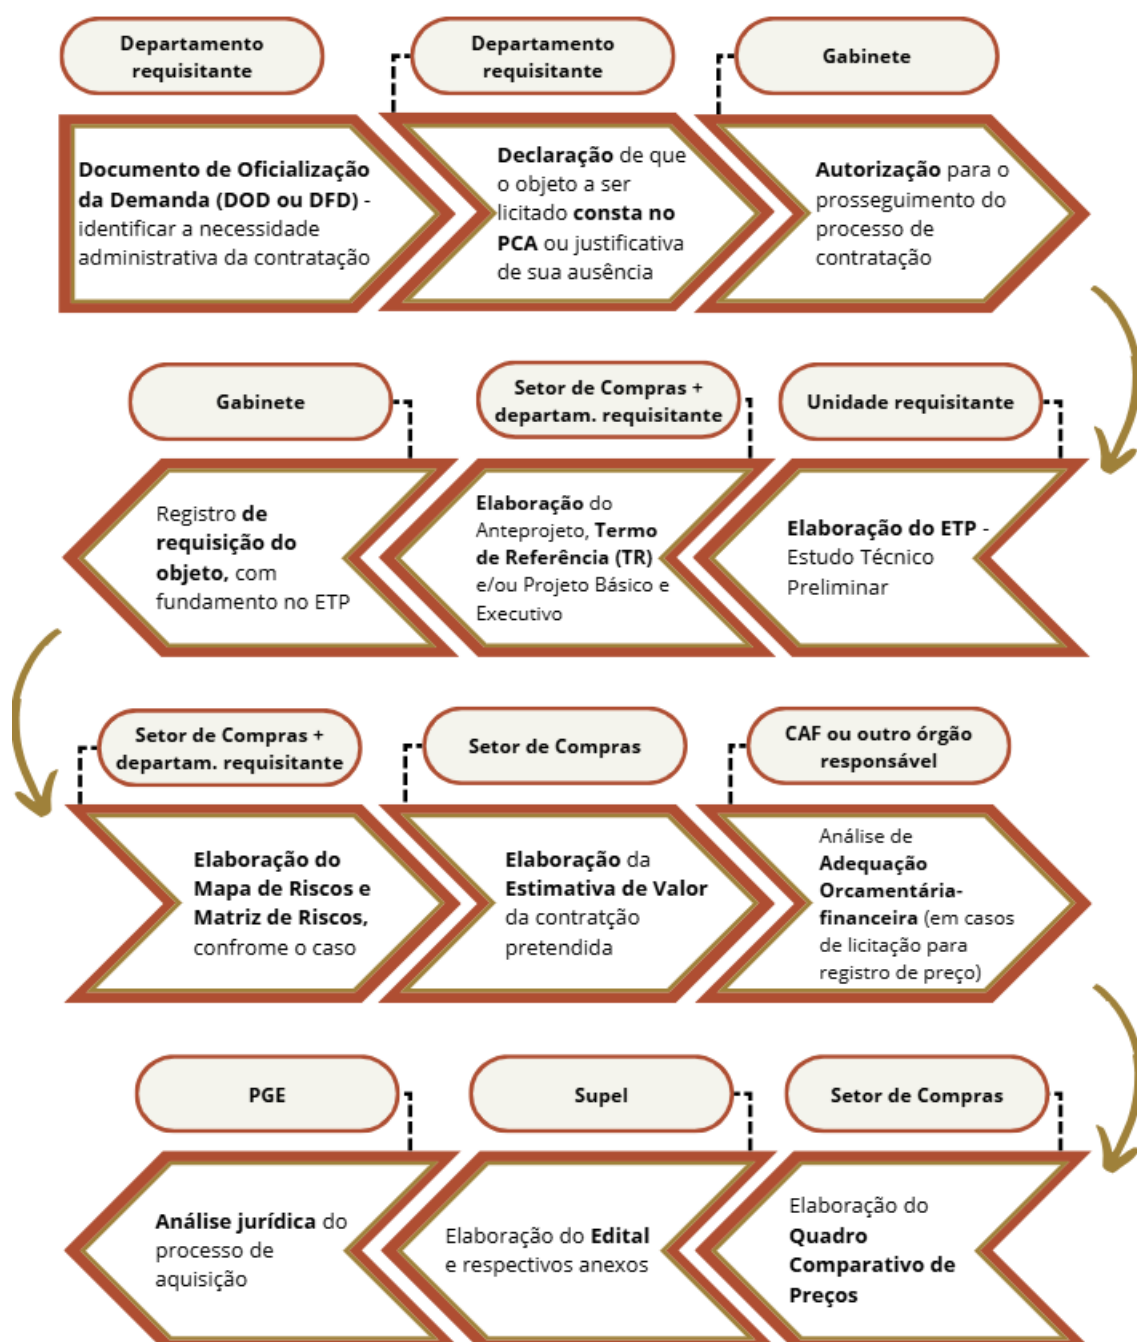 Departamento
requisitante
Departamento
requisitante
Gabinete
Documento de Oficialização
da Demanda (DOD ou DFD) -
identificar a necessidade
administrativa da contratação
Declaração de que
o objeto a ser
licitado consta no
PCA ou justificativa
de sua ausência
Autorização para o
prosseguimento do
processo de
contratação
Unidade requisitante
Setor de Compras +
departam. requisitante
Gabinete
Elaboração do ETP -
Estudo Técnico
Preliminar
Elaboração do
Anteprojeto, Termo
de Referência (TR)
e/ou Projeto Básico e
Executivo
Registro de
requisição do
objeto, com
fundamento no ETP
Setor de Compras +
departam. requisitante
Setor de Compras
CAF ou outro órgão
responsável
Elaboração do
Mapa de Riscos e
Matriz de Riscos,
confrome o caso
Elaboração da
Estimativa de Valor
da contratção
pretendida
Análise de
Adequação
Orcamentária-
financeira (em casos
de licitação para
registro de preço)
Setor de Compras
Supel
PGE
Elaboração do
Quadro
Comparativo de
Preços
Elaboração do Edital
e respectivos anexos
Análise jurídica do
processo de
aquisição